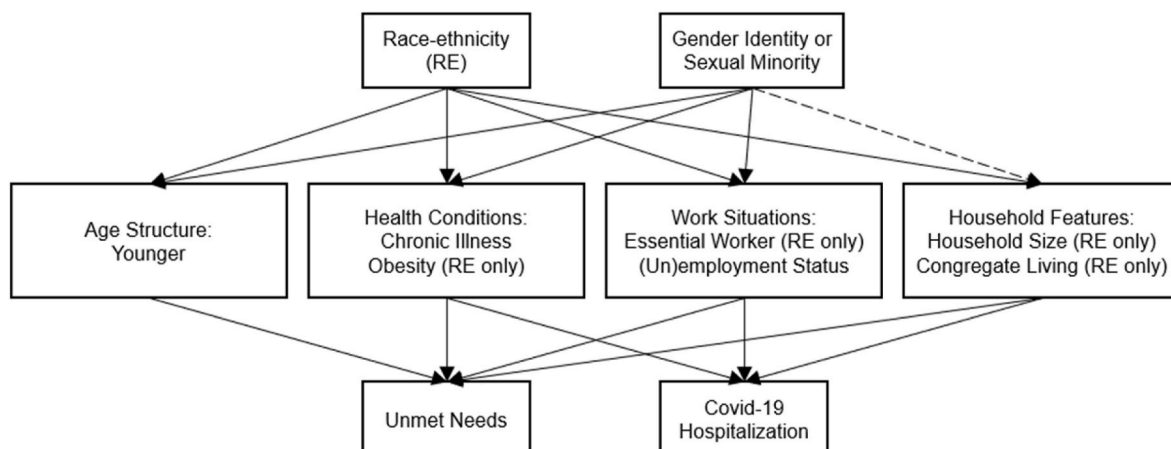 Race-ethnicity
(RE)
Gender Identity or
Sexual Minority
Age Structure:
Younger
Health Conditions:
Chronic Illness
Obesity (RE only)
Work Situations:
Essential Worker (RE only)
(Un)employment Status
Household Features:
Household Size (RE only)
Congregate Living (RE only)
Unmet Needs
Covid-19
Hospitalization